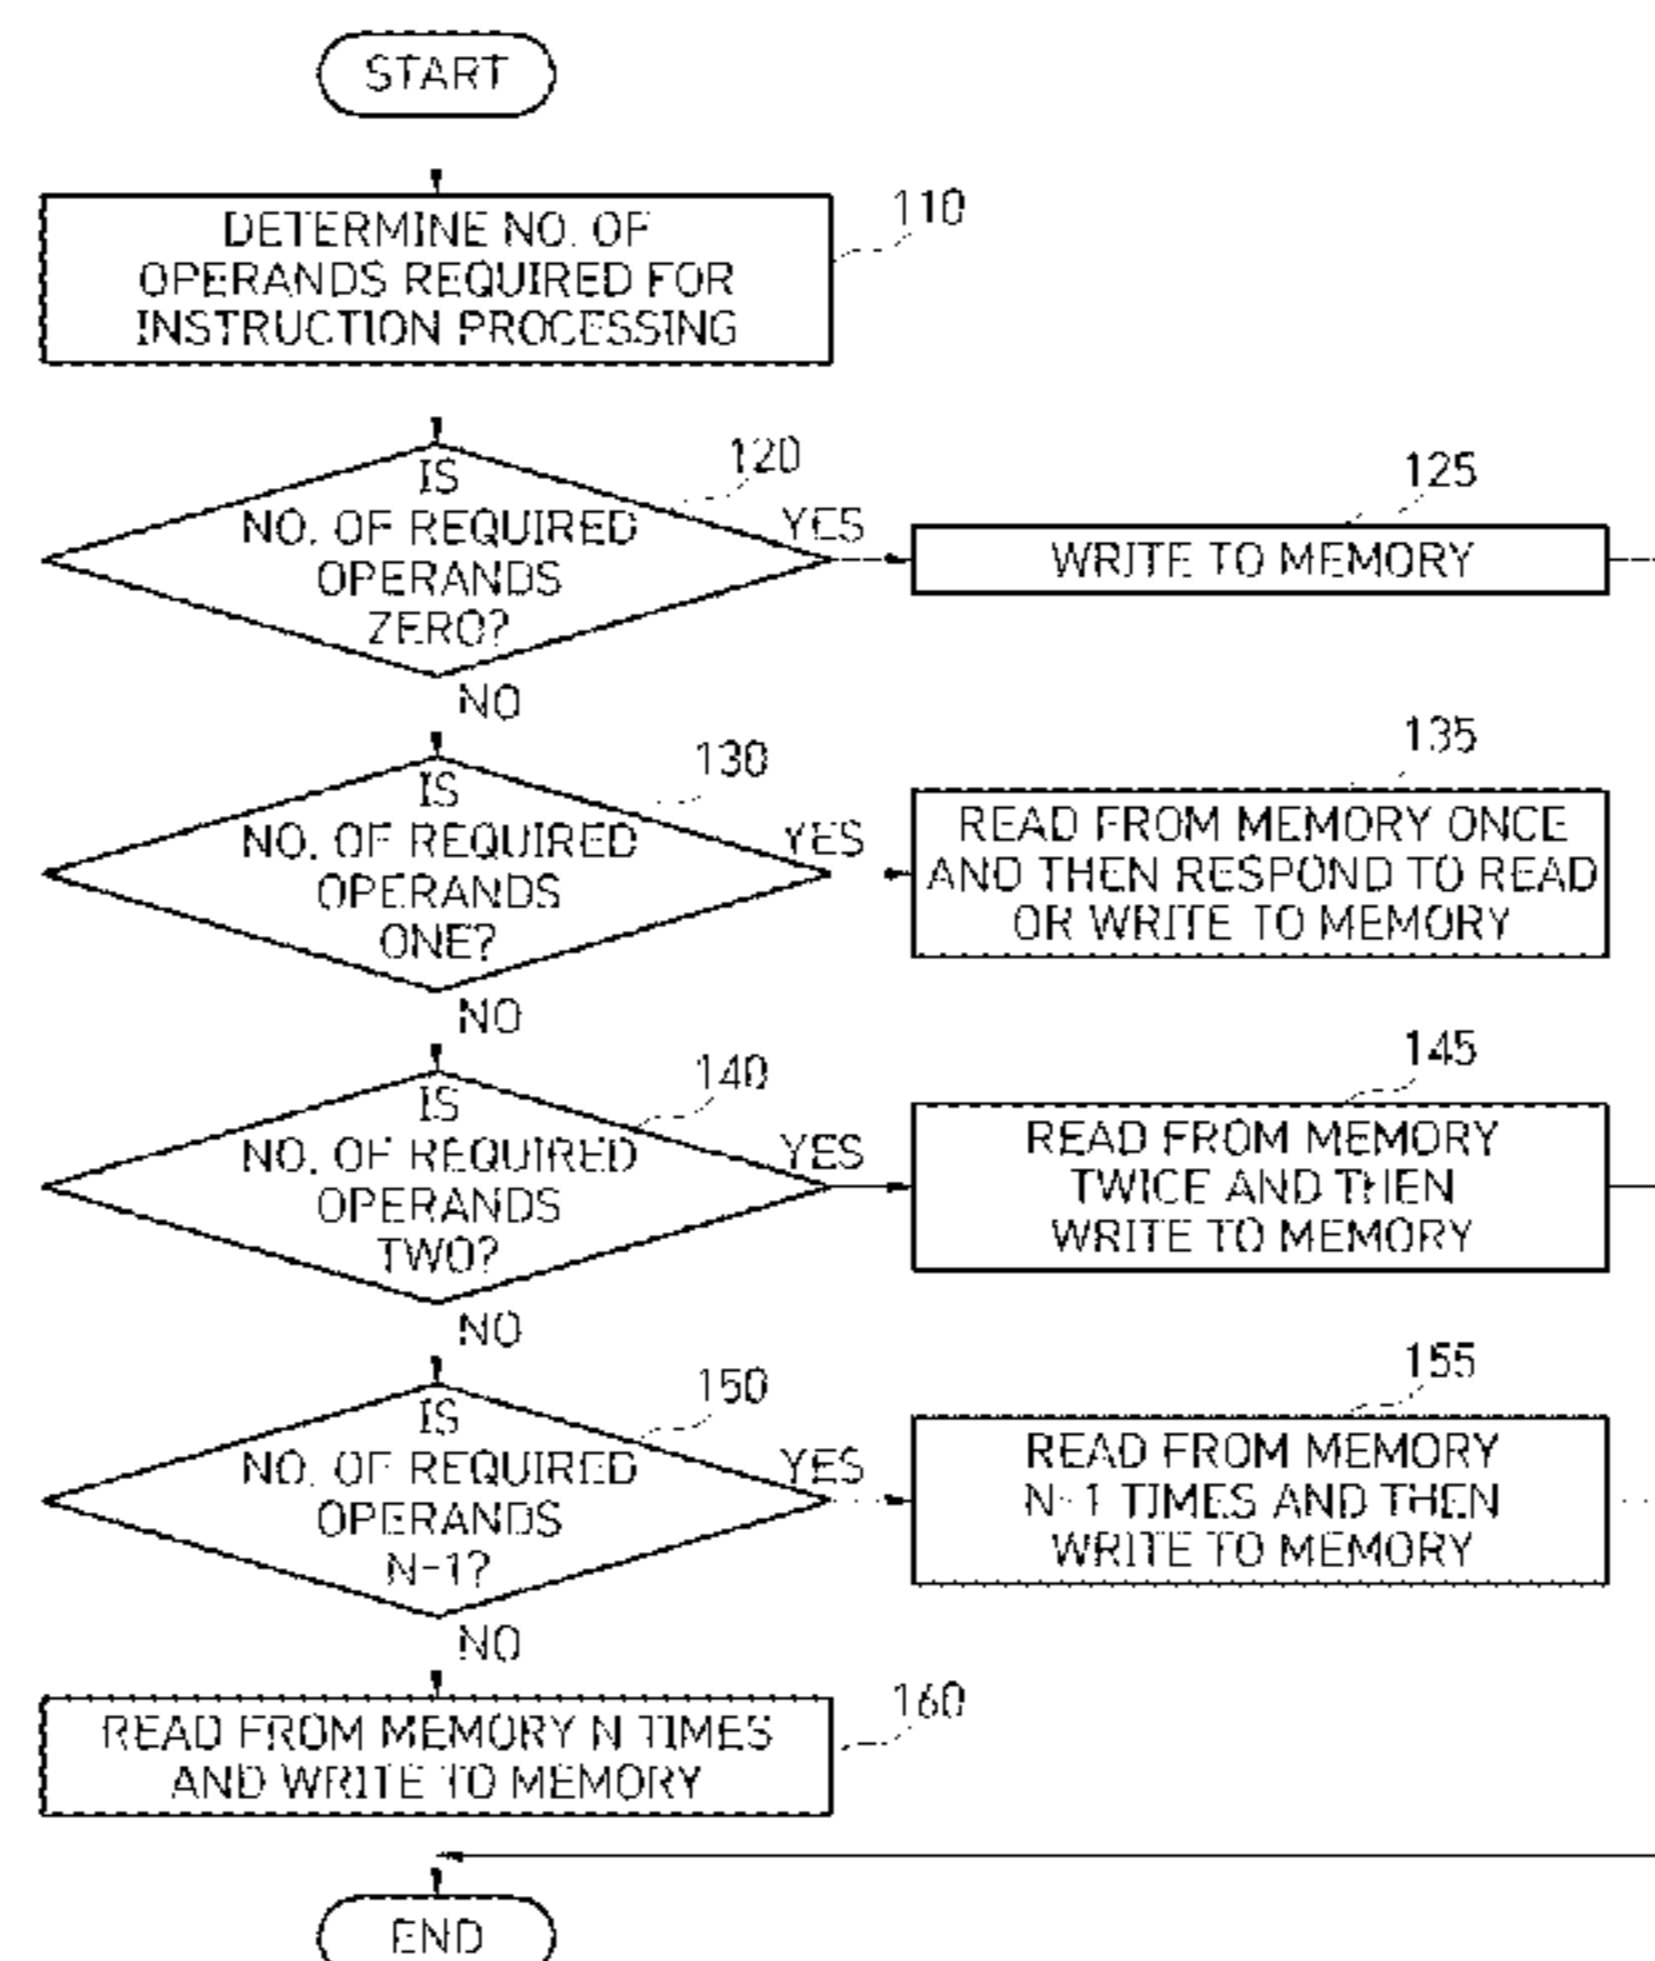 START
110
DETERMINE NO. OF
OPERANDS REQUIRED FOR
INSTRUCTION PROCESSING
120
IS
NO. OF REQUIRED
OPERANDS
ZERO?
YES
NO
125
WRITE TO MEMORY
130
IS
NO. OF REQUIRED
OPERANDS
ONE?
YES
NO
135
READ FROM MEMORY ONCE
AND THEN RESPOND TO READ
OR WRITE TO MEMORY
140
IS
NO. OF REQUIRED
OPERANDS
TWO?
YES
NO
145
READ FROM MEMORY
TWICE AND THEN
WRITE TO MEMORY
150
IS
NO. OF REQUIRED
OPERANDS
N-1?
YES
NO
155
READ FROM MEMORY
N-1 TIMES AND THEN
WRITE TO MEMORY
160
READ FROM MEMORY N TIMES
AND WRITE TO MEMORY
END